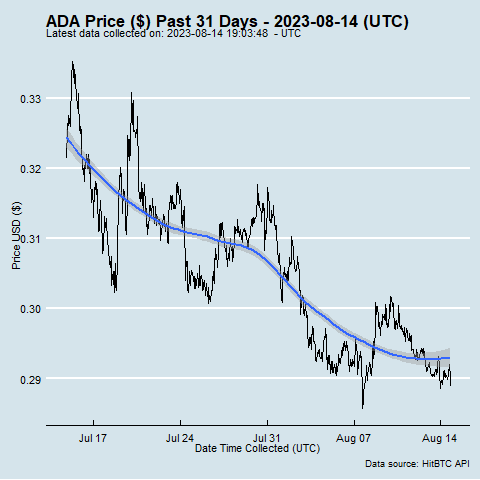 ADA Price ($) Past 31 Days - 2023-08-14 (UTC)
Latest data collected on: 2023-08-14 19:03:48 - UTC
Price USD ($)
0.33
0.32
0.31
0.30
0.29
Jul 17 Jul 24 Jul 31 Aug 07 Aug 14
Date Time Collected (UTC)
Data source: HitBTC API